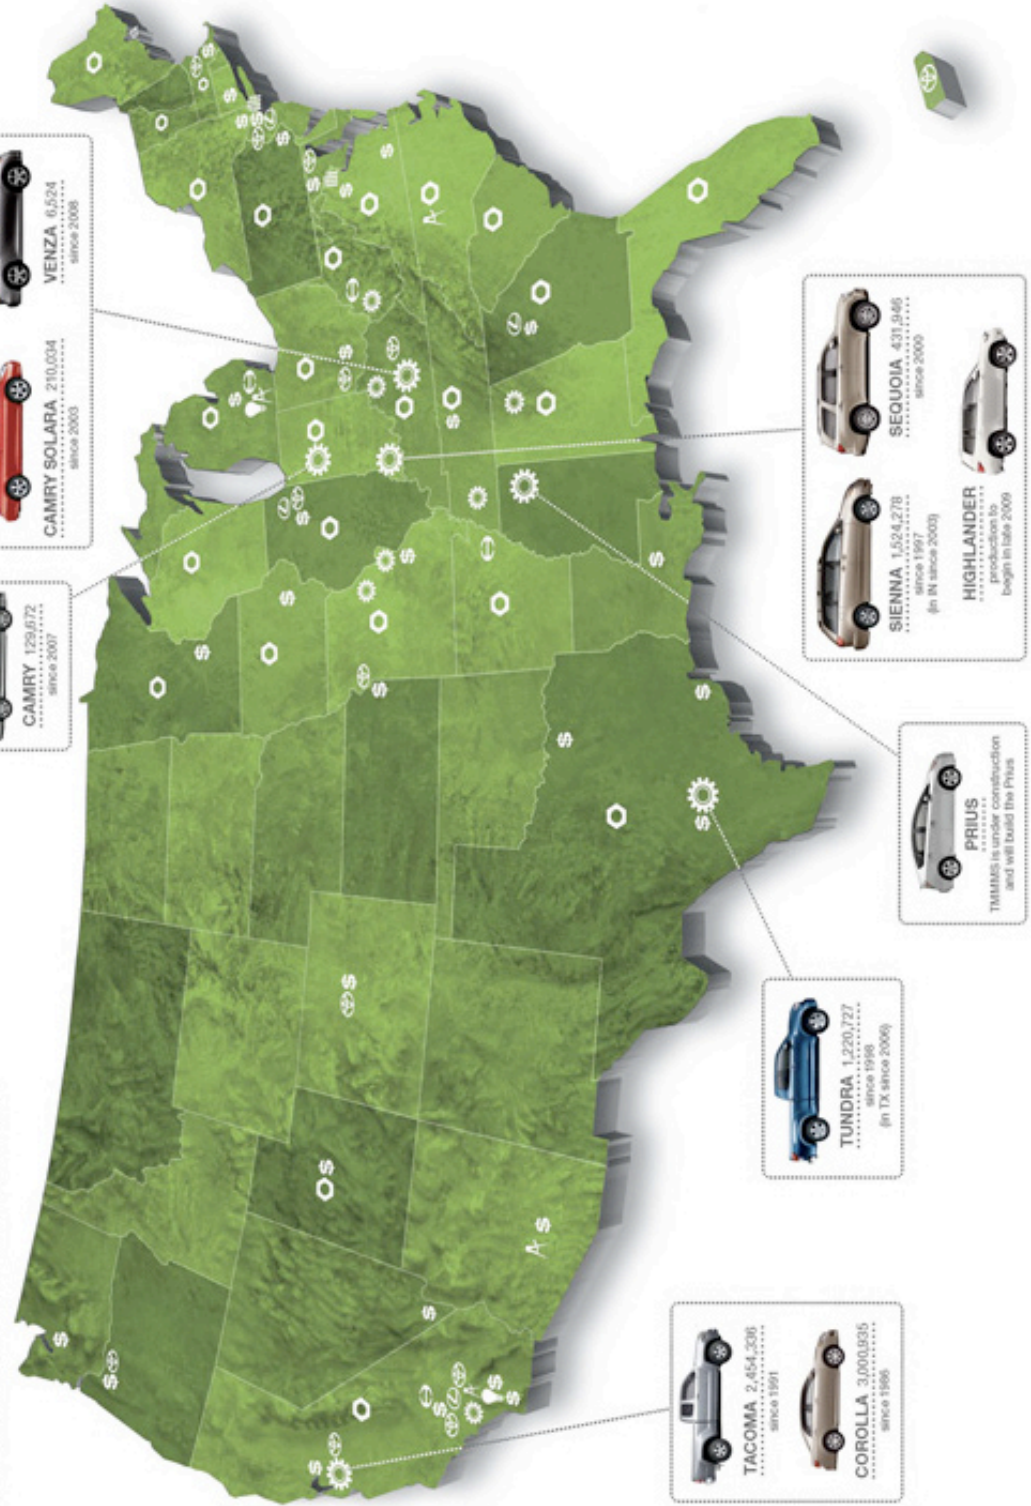 VENZA 6,524
since 2008
CAMRY SOLARA 210,034
since 2003
CAMRY 129,672
since 2007
SEQUOIA 431,946
since 2000
SIENNA 1,524,278
since 1997
(in IN since 2003)
HIGHLANDER
production to
begin in late 2009
PRIUS
TMMMS is under construction
and will build the Prius
TUNDRA 1,220,727
since 1998
(in TX since 2006)
TACOMA 2,454,336
since 1991
COROLLA 3,000,935
since 1986